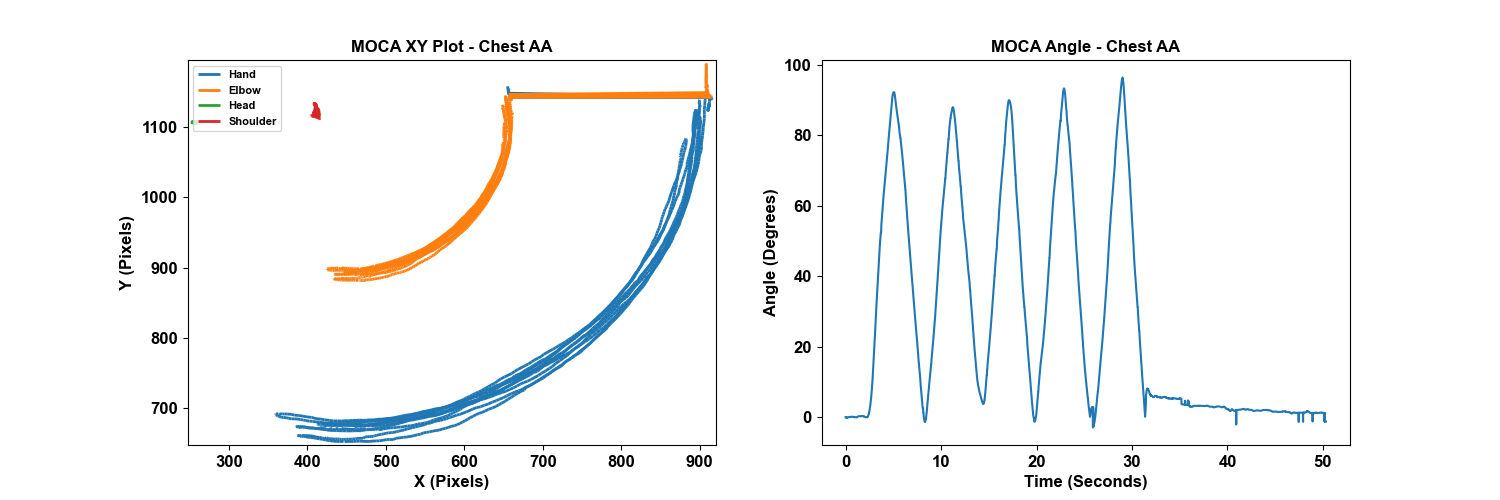 MOCA XY Plot - Chest AA
Hand
Elbow
Head
Shoulder
Y (Pixels)
1100
1000
900
800
700
300 400 500 600 700 800 900
X (Pixels)
MOCA Angle - Chest AA
Angle (Degrees)
100
80
60
40
20
0
0 10 20 30 40 50
Time (Seconds)